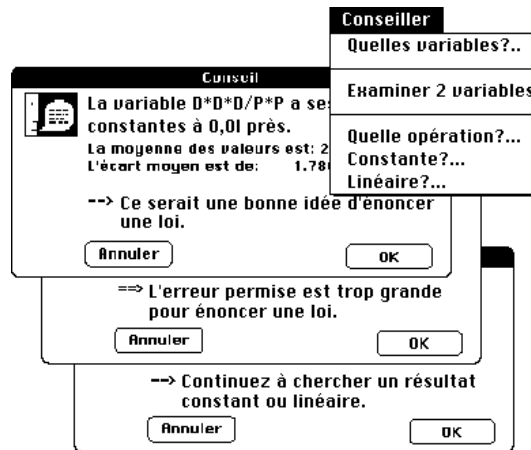 Conseiller
Quelles variables?..
Examiner 2 variables
Quelle opération?...
Constante?...
Linéaire?...
Conseil
La variable D*D*D/P*P a
constantes à 0,01 près.
La moyenne des valeurs est: 2
L'écart moyen est de: 1.78
--> Ce serait une bonne idée d'énoncer
une loi.
Annuler
OK
==> L'erreur permise est trop grande
pour énoncer une loi.
Annuler
OK
--> Continuez à chercher un résultat
constant ou linéaire.
Annuler
OK